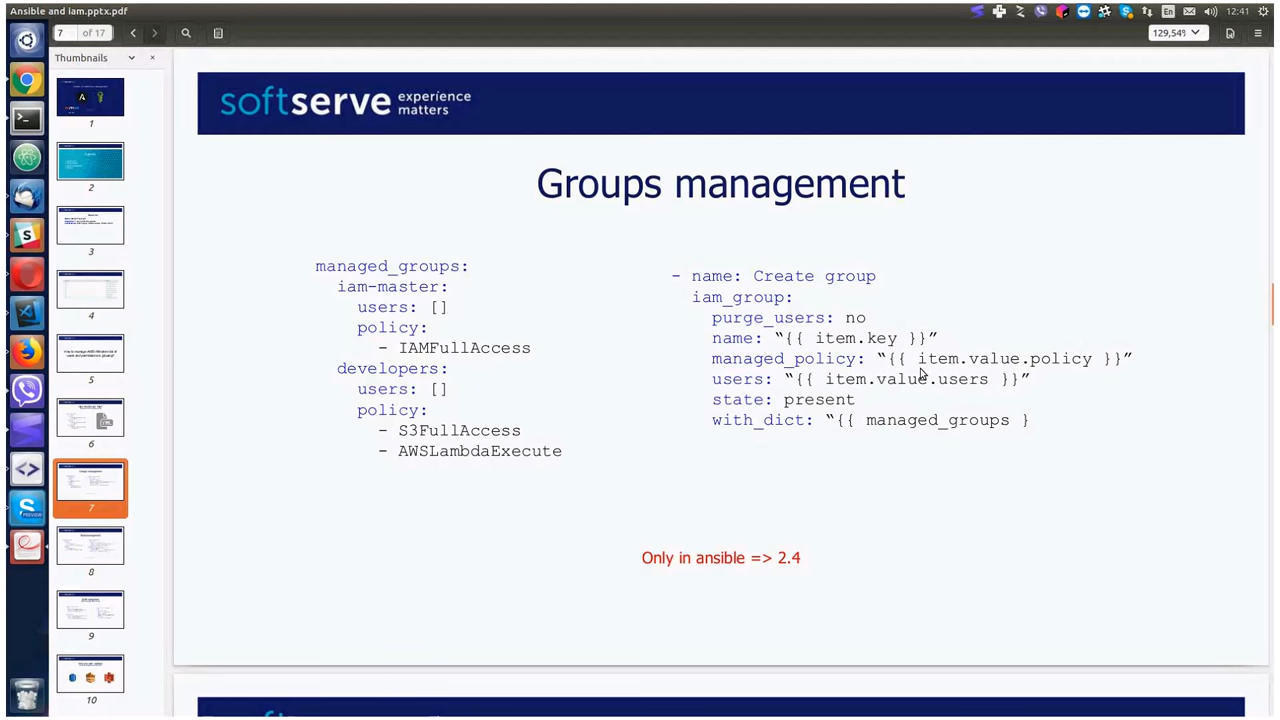 Ansible and iam.pptx.pdf
En
12:41
7 of 17
129,54%
Thumbnails
1
2
3
4
5
6
7
8
9
10
softserve experience matters
Groups management
managed_groups:
iam-master:
users: []
policy:
- IAMFullAccess
developers:
users: []
policy:
- S3FullAccess
- AWSLambdaExecute
- name: Create group
iam_group:
purge_users: no
name: “{{ item.key }}”
managed_policy: “{{ item.value.policy }}”
users: “{{ item.value.users }}”
state: present
with_dict: “{{ managed_groups }
Only in ansible => 2.4